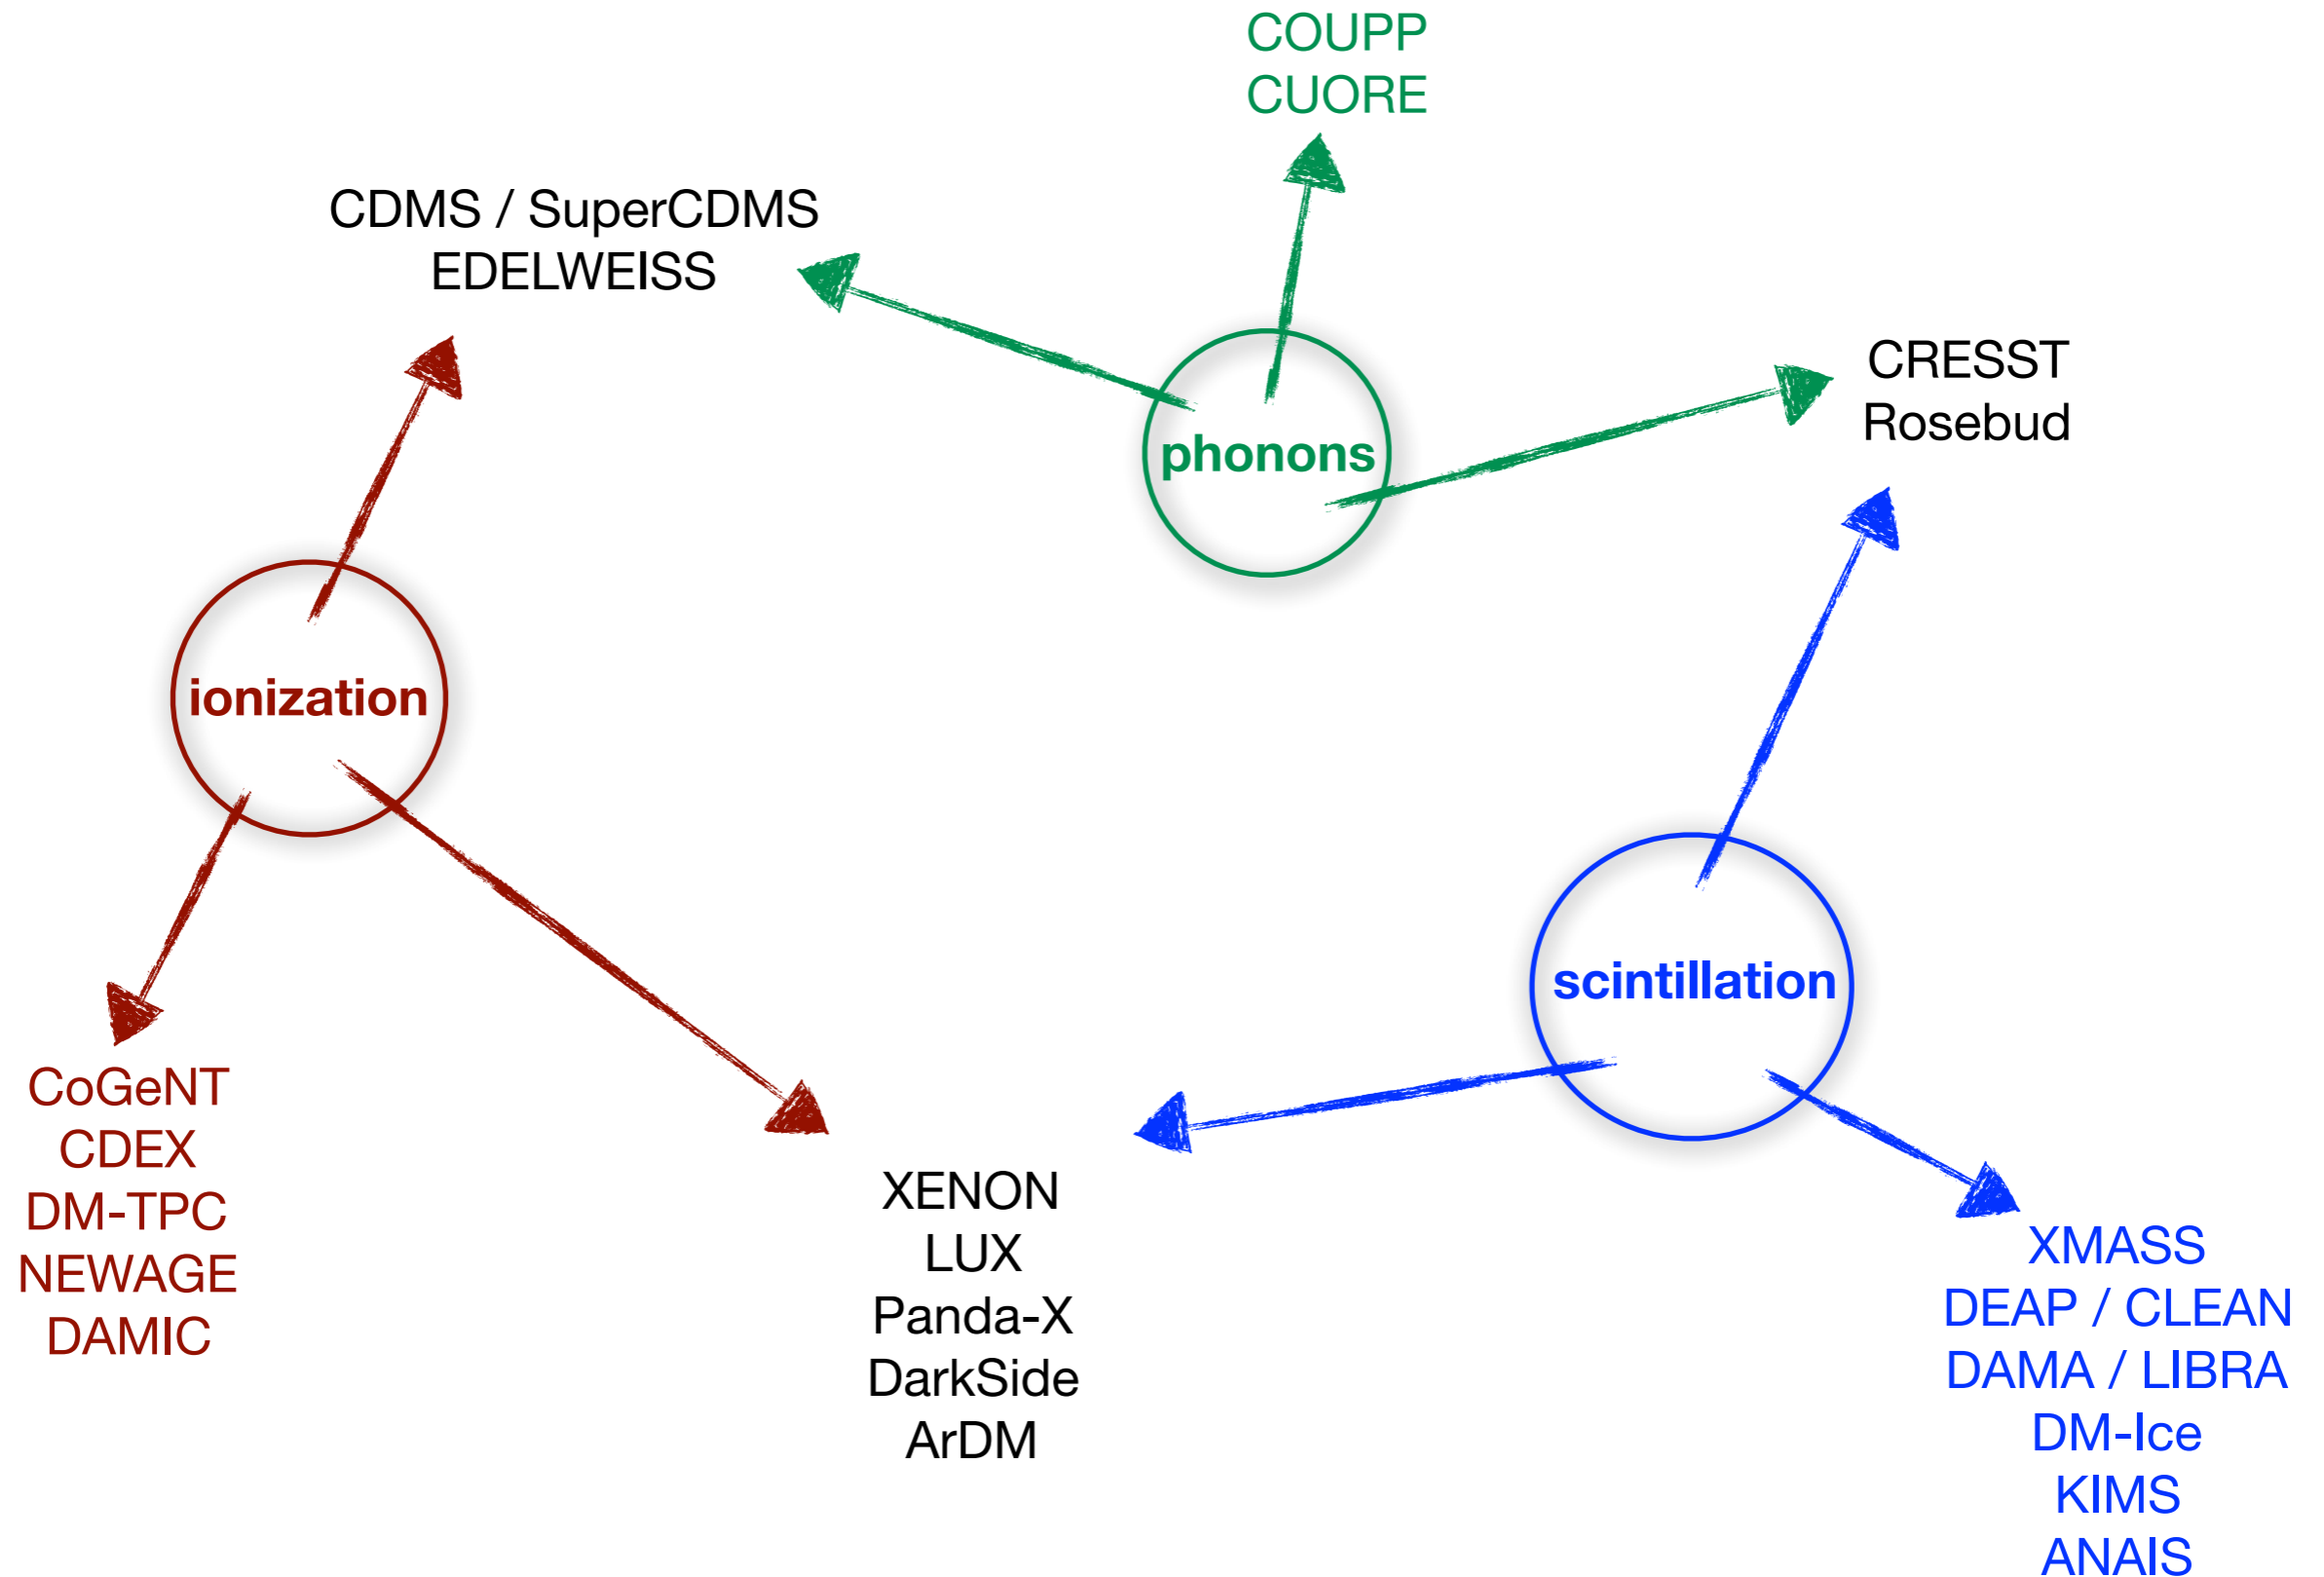 COUPP
CUORE
CDMS / SuperCDMS
EDELWEISS
CRESST
Rosebud
phonons
ionization
scintillation
CoGeNT
CDEX
DM-TPC
NEWAGE
DAMIC
XENON
LUX
Panda-X
DarkSide
ArDM
XMASS
DEAP / CLEAN
DAMA / LIBRA
DM-Ice
KIMS
ANAIS